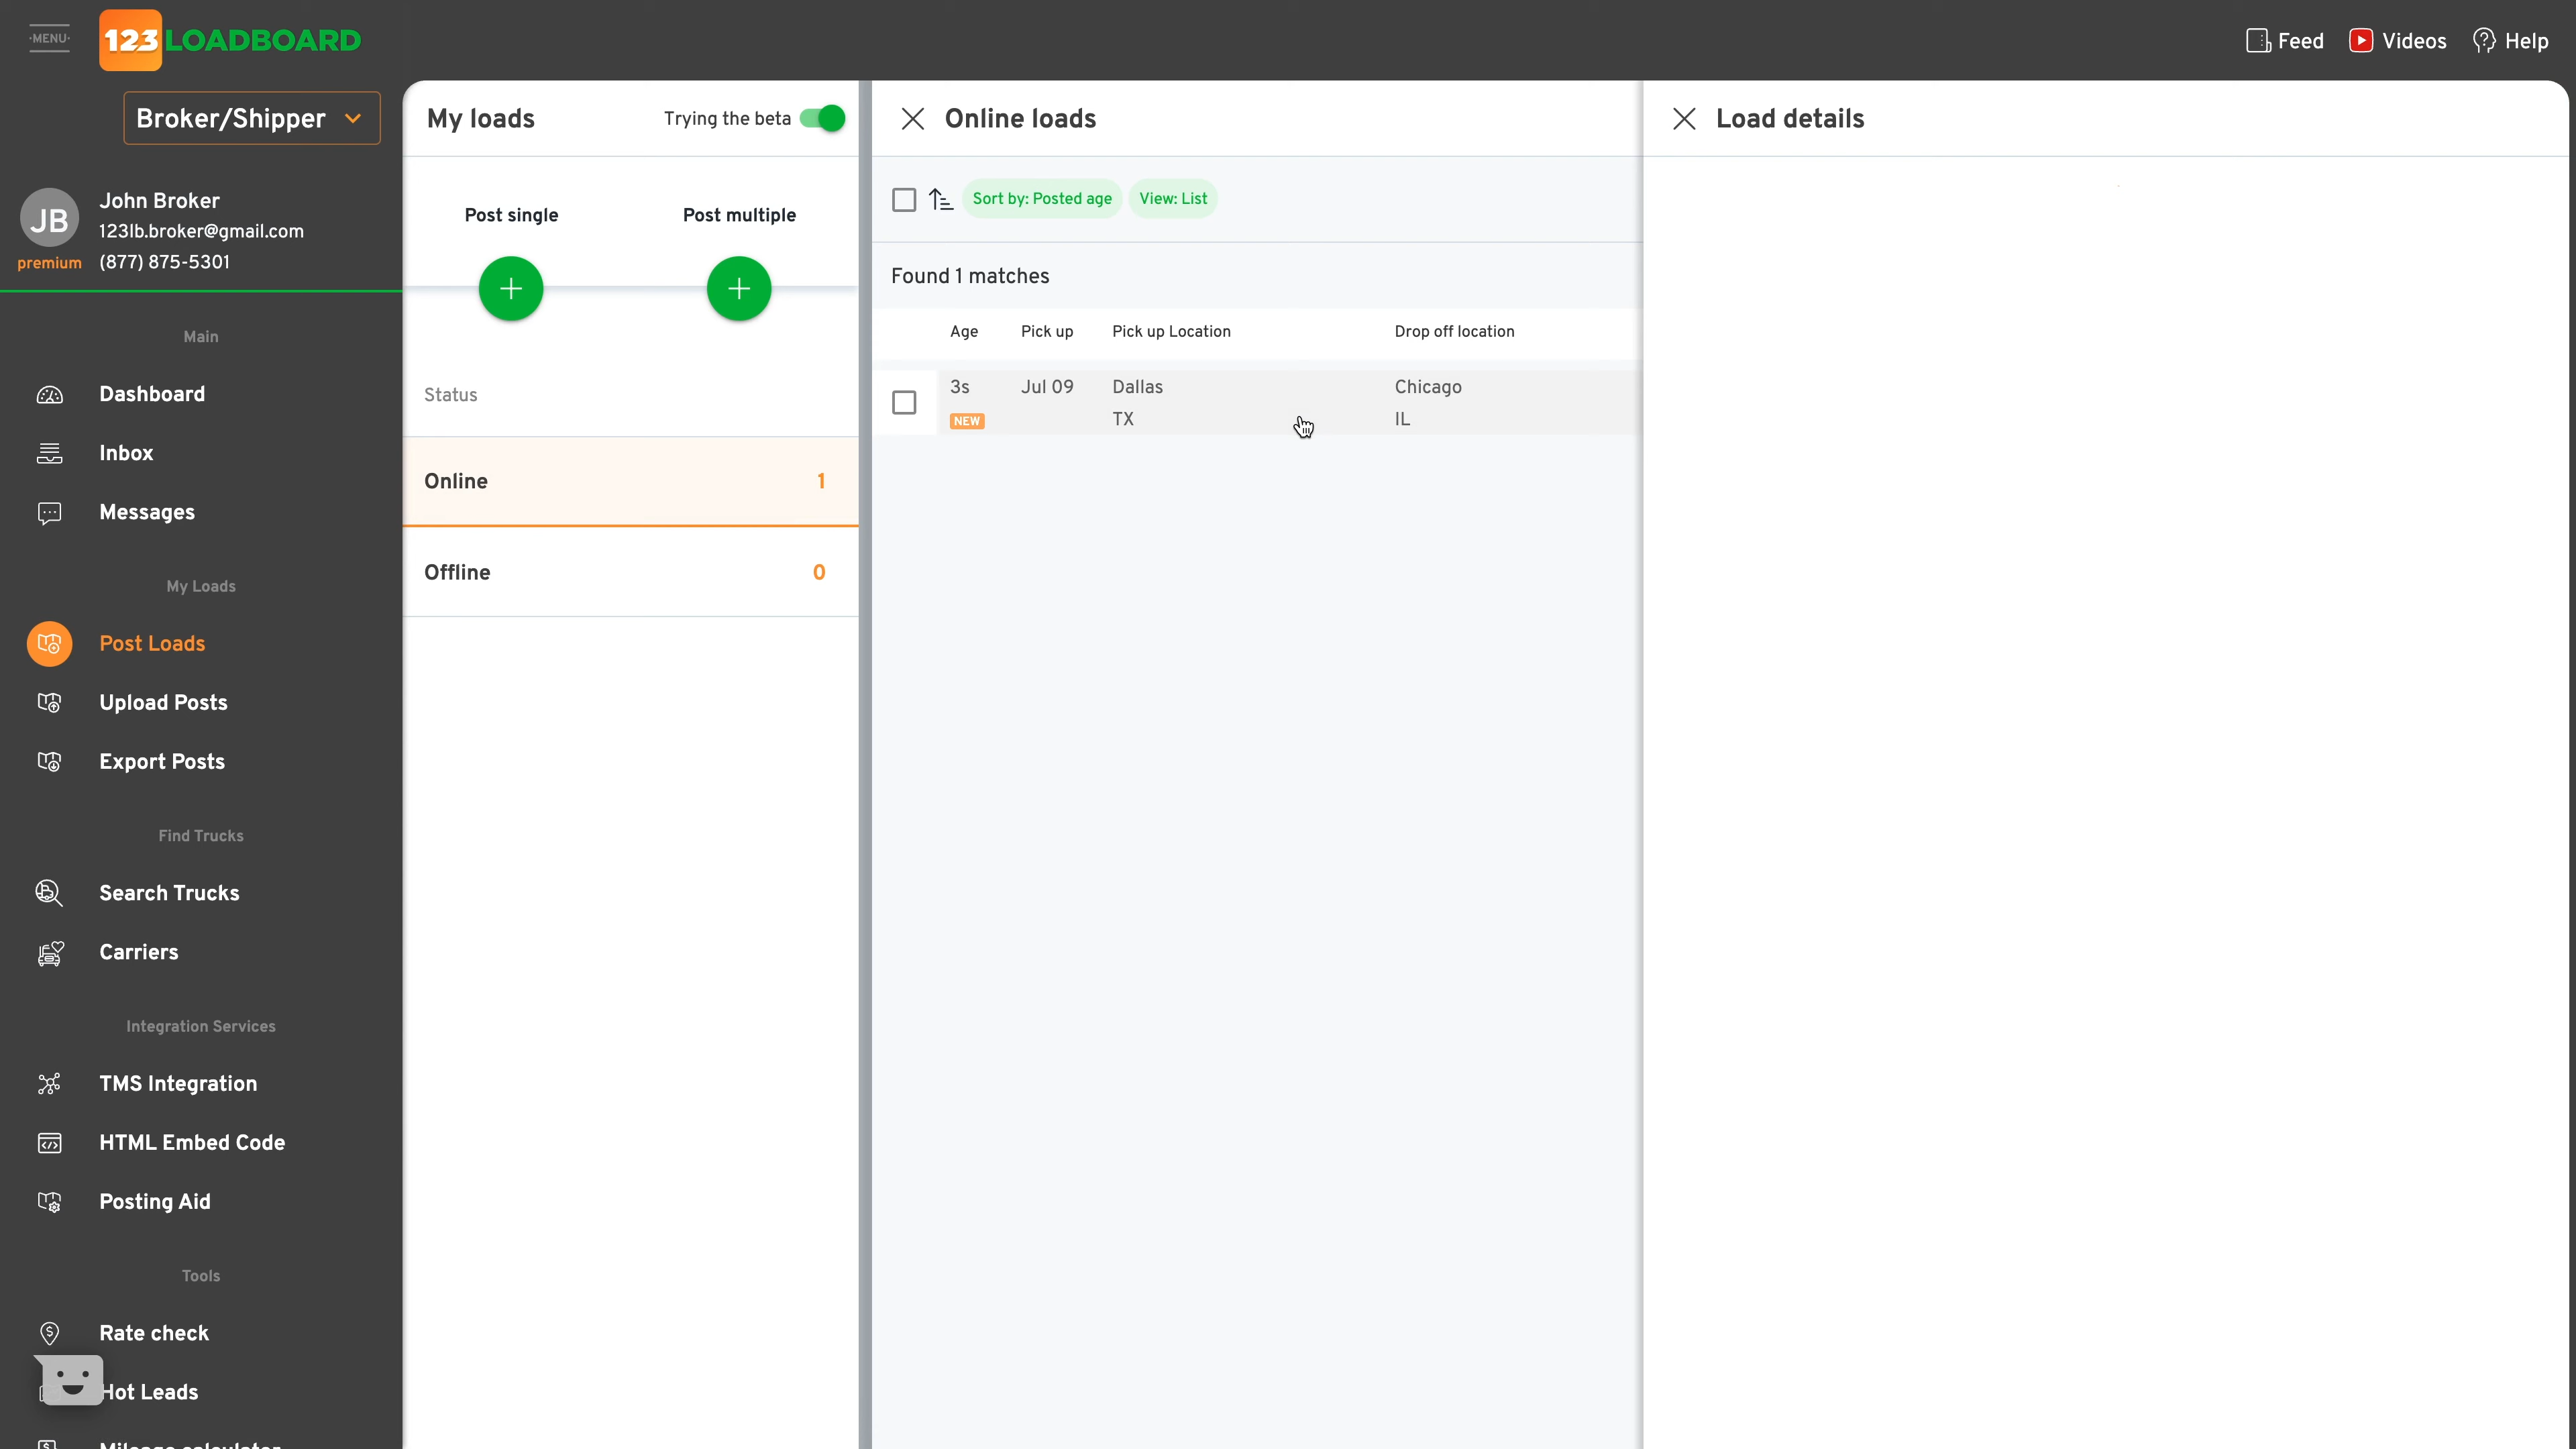 ·MENU·
123 LOADBOARD
Feed
Videos
Help
Broker/Shipper
JB
premium
John Broker
123lb.broker@gmail.com
(877) 875-5301
Main
Dashboard
Inbox
Messages
My Loads
Post Loads
Upload Posts
Export Posts
Find Trucks
Search Trucks
Carriers
Integration Services
TMS Integration
HTML Embed Code
Posting Aid
Tools
Rate check
Hot Leads
My loads
Trying the beta
Post single
Post multiple
Status
Online 1
Offline 0
Online loads
Sort by: Posted age
View: List
Found 1 matches
Age Pick up Pick up Location Drop off location
3s Jul 09 Dallas Chicago
NEW TX IL
Load details